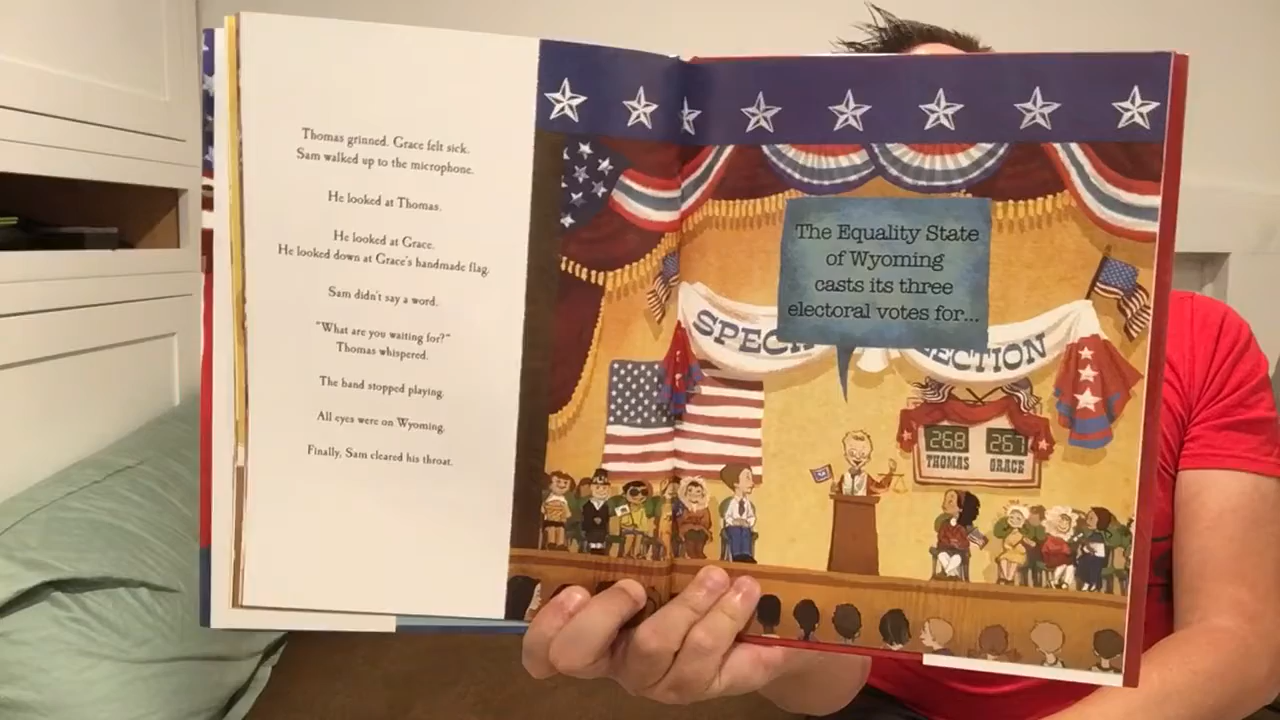 Thomas grinned. Grace felt sick.
Sam walked up to the microphone.
He looked at Thomas.
He looked at Grace.
He looked down at Grace's handmade flag.
Sam didn't say a word.
"What are you waiting for?"
Thomas whispered.
The band stopped playing.
All eyes were on Wyoming.
Finally, Sam cleared his throat.
The Equality State
of Wyoming
casts its three
electoral votes for...
SPECI ECTION
268 267
THOMAS GRACE